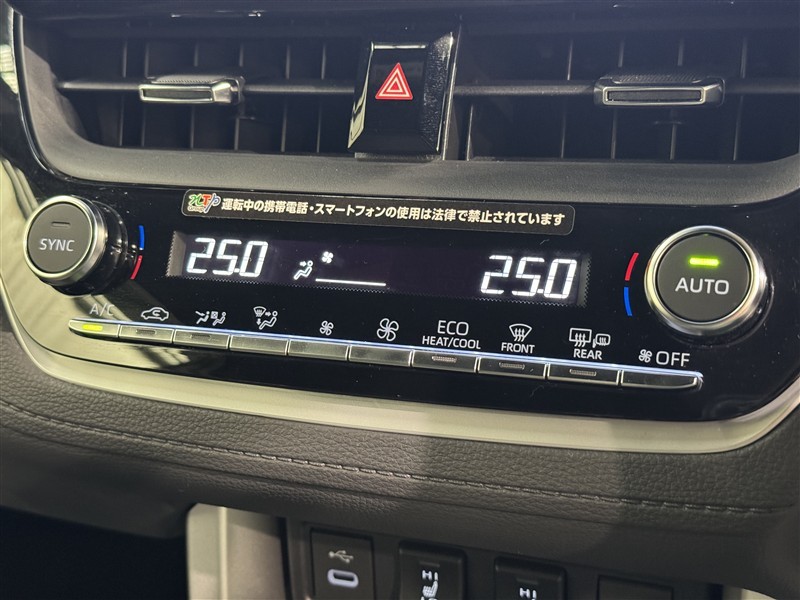 運転中の携帯電話・スマートフォンの使用は法律で禁止されています
SYNC
25.0
25.0
AUTO
A/C
ECO
HEAT/COOL
FRONT
REAR
OFF
HI
HI